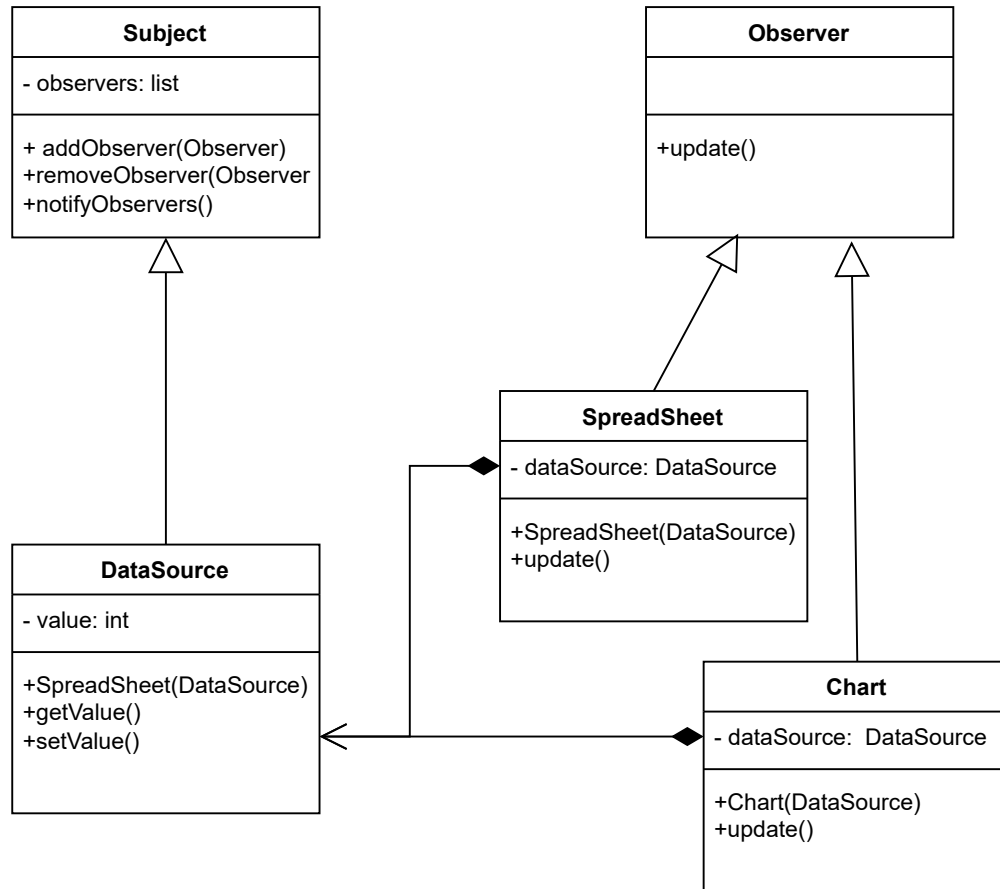 Subject
- observers: list
+ addObserver(Observer)
+removeObserver(Observer
+notifyObservers()
Observer
+update()
SpreadSheet
- dataSource: DataSource
+SpreadSheet(DataSource)
+update()
DataSource
- value: int
+SpreadSheet(DataSource)
+getValue()
+setValue()
Chart
- dataSource:  DataSource
+Chart(DataSource)
+update()